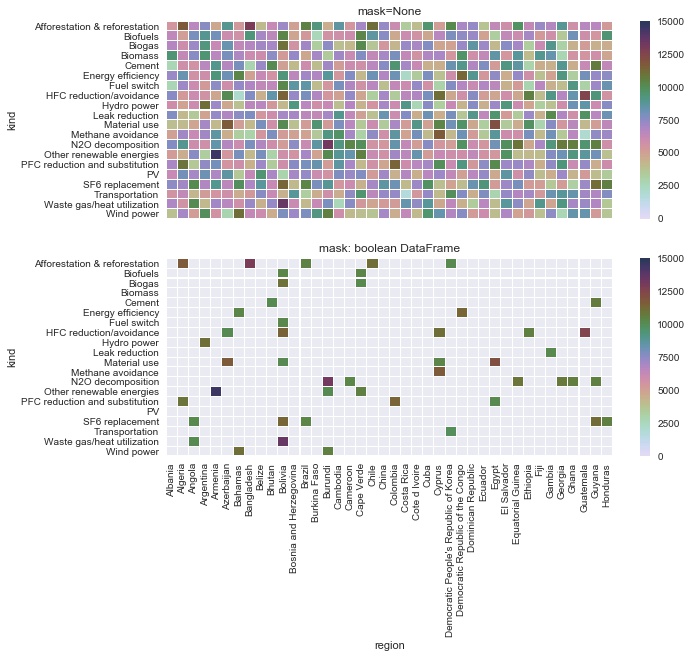 mask=None
Afforestation & reforestation
Biofuels
Biogas
Biomass
Cement
Energy efficiency
Fuel switch
HFC reduction/avoidance
Hydro power
Leak reduction
Material use
Methane avoidance
N2O decomposition
Other renewable energies
PFC reduction and substitution
PV
SF6 replacement
Transportation
Waste gas/heat utilization
Wind power
kind
15000
12500
10000
7500
5000
2500
0
mask: boolean DataFrame
Afforestation & reforestation
Biofuels
Biogas
Biomass
Cement
Energy efficiency
Fuel switch
HFC reduction/avoidance
Hydro power
Leak reduction
Material use
Methane avoidance
N2O decomposition
Other renewable energies
PFC reduction and substitution
PV
SF6 replacement
Transportation
Waste gas/heat utilization
Wind power
kind
15000
12500
10000
7500
5000
2500
0
Albania
Algeria
Angola
Argentina
Armenia
Azerbaijan
Bahamas
Bangladesh
Belize
Bhutan
Bolivia
Bosnia and Herzegovina
Brazil
Burkina Faso
Burundi
Cambodia
Cameroon
Cape Verde
Chile
China
Colombia
Costa Rica
Cote d Ivoire
Cuba
Cyprus
Democratic People's Republic of Korea
Democratic Republic of the Congo
Dominican Republic
Ecuador
Egypt
El Salvador
Equatorial Guinea
Ethiopia
Fiji
Gambia
Georgia
Ghana
Guatemala
Guyana
Honduras
region